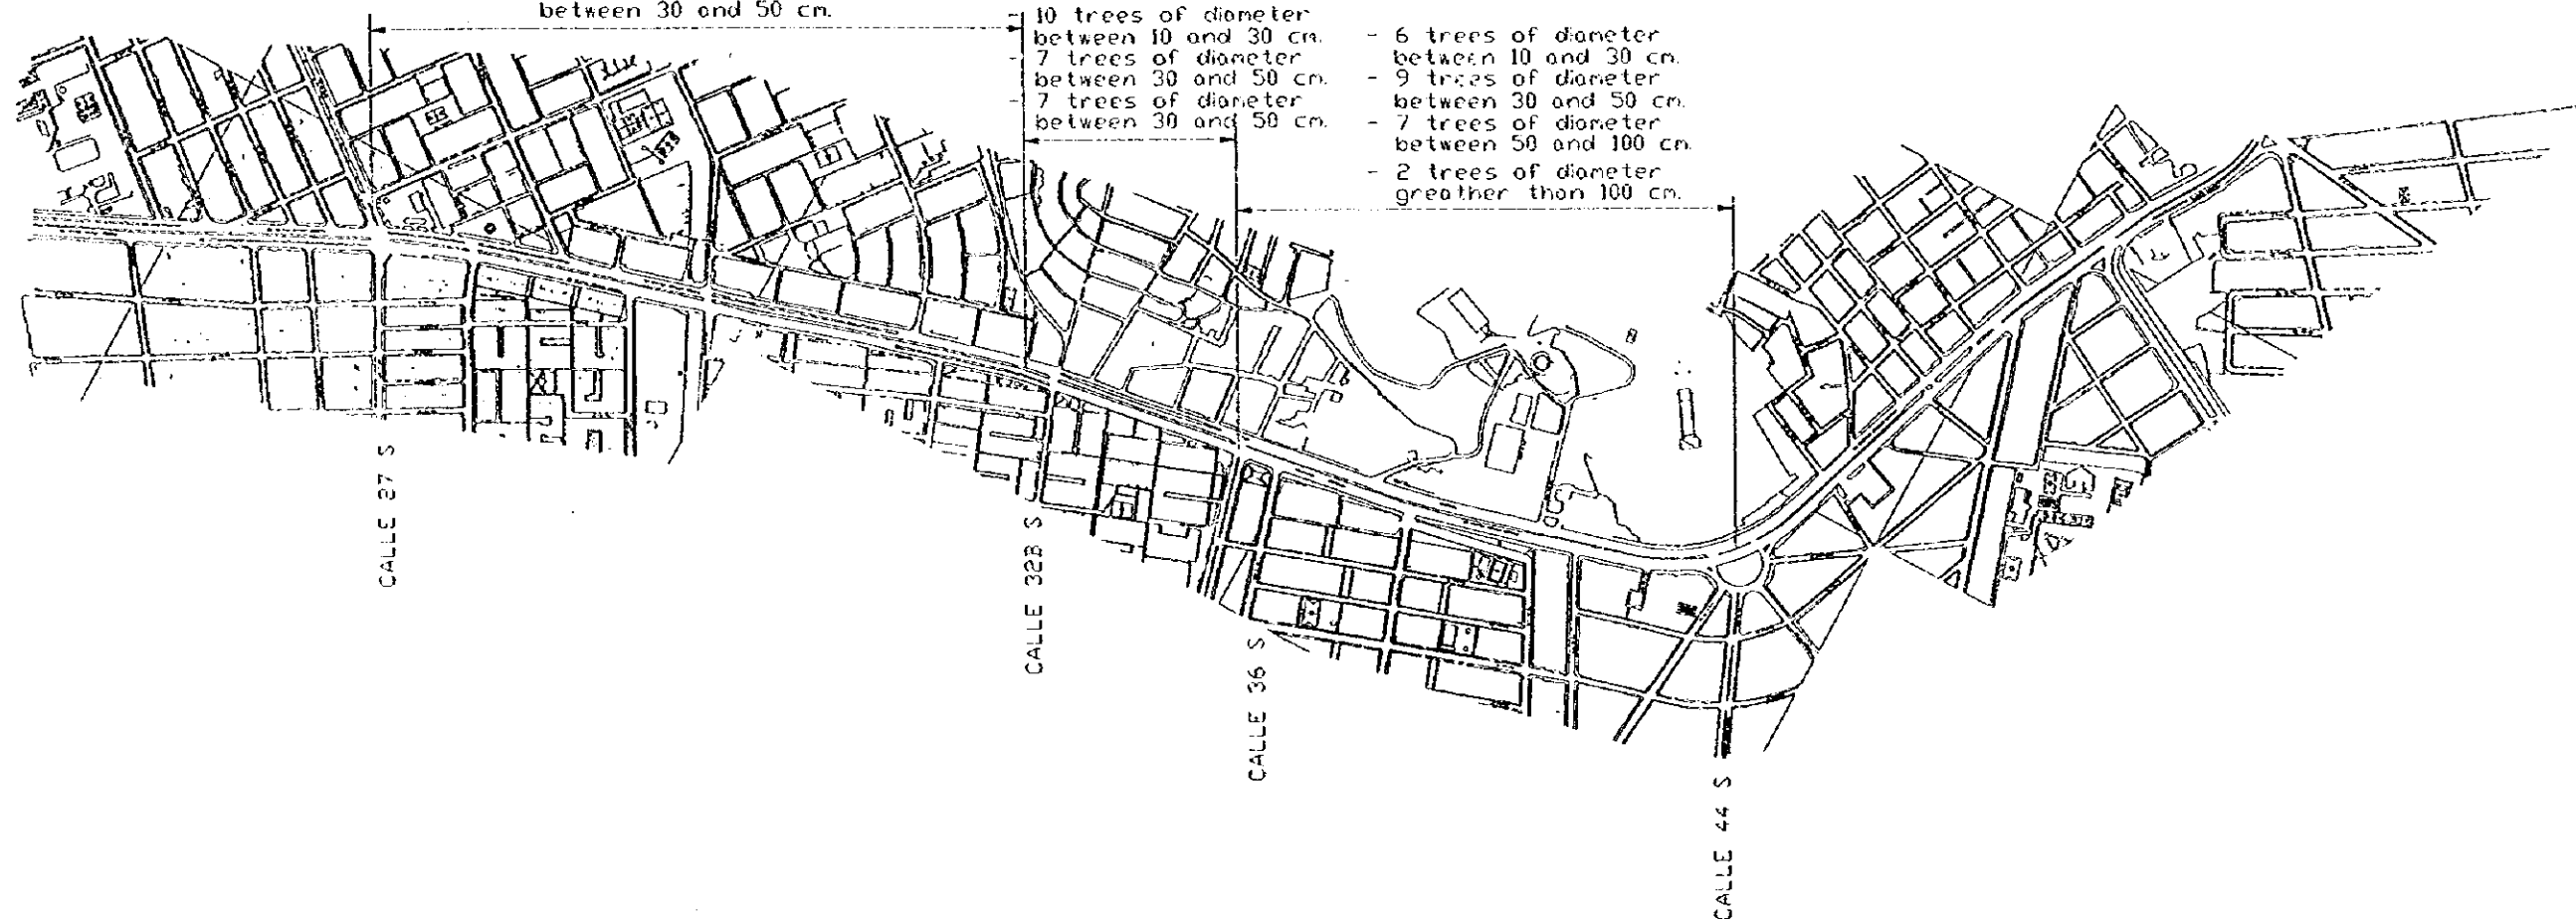 between 30 and 50 cm.
- 10 trees of diameter
between 10 and 30 cm.
- 7 trees of diameter
between 30 and 50 cm.
- 7 trees of diameter
between 30 and 50 cm.
- 6 trees of diameter
between 10 and 30 cm.
- 9 trees of diameter
between 30 and 50 cm.
- 7 trees of diameter
between 50 and 100 cm.
- 2 trees of diameter
greather than 100 cm.
CALLE 27 S
CALLE 32B S
CALLE 36 S
CALLE 44 S